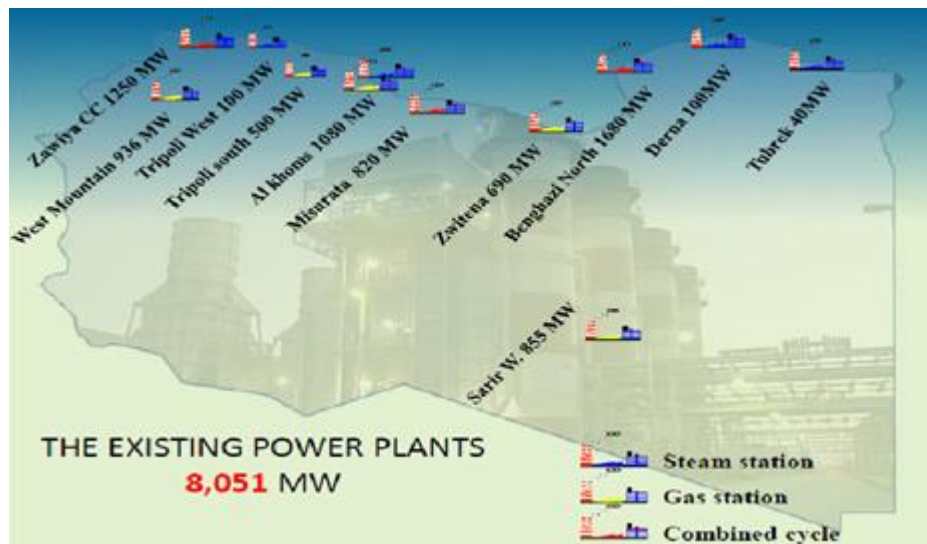 Zawiya CC 1250 MW
West Mountain 936 MW
Tripoli West 100 MW
Tripoli south 500 MW
Al khoms 1080 MW
Misurata 820 MW
Zwitena 690 MW
Benghazi North 1680 MW
Derna 100MW
Tubrek 40MW
Sarir W. 855 MW
THE EXISTING POWER PLANTS
8,051 MW
Steam station
Gas station
Combined cycle